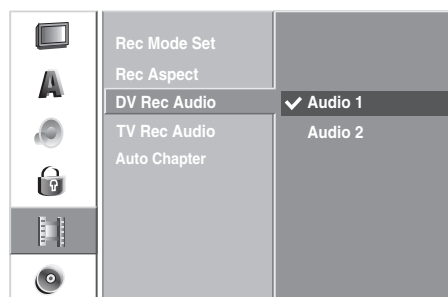 Rec Mode Set
Rec Aspect
DV Rec Audio
Audio 1
TV Rec Audio
Audio 2
Auto Chapter